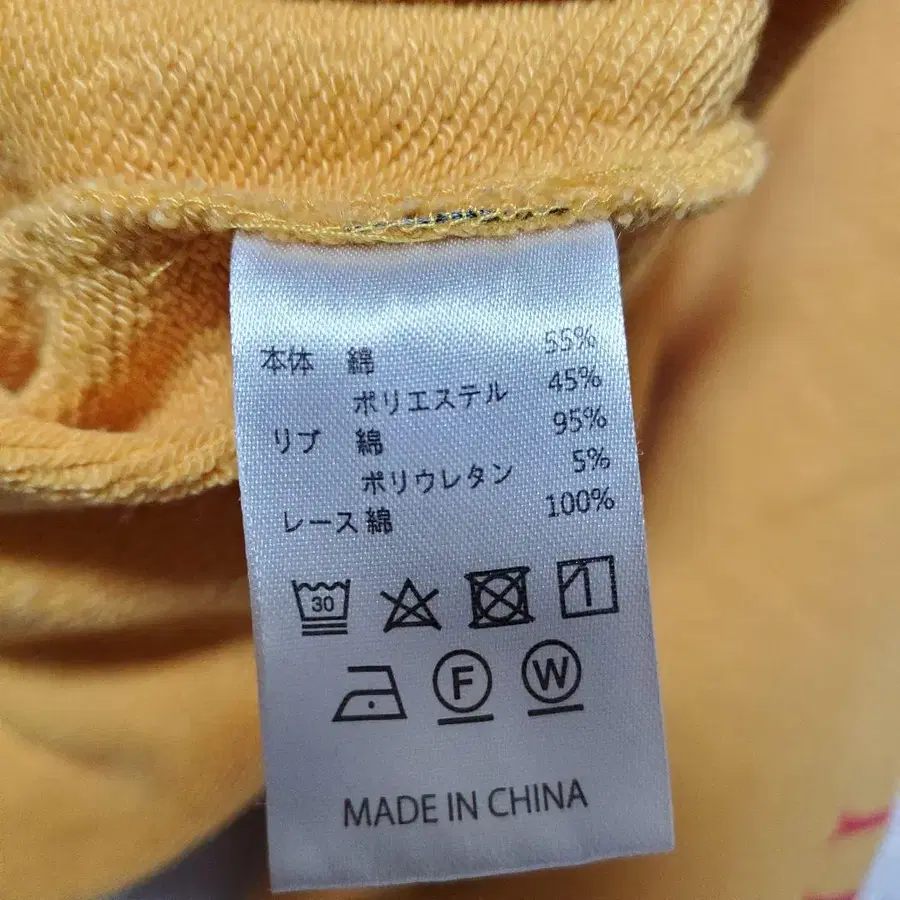 本体 綿 55%
ポリエステル 45%
リブ 綿 95%
ポリウレタン 5%
レース 綿 100%
30
F W
MADE IN CHINA